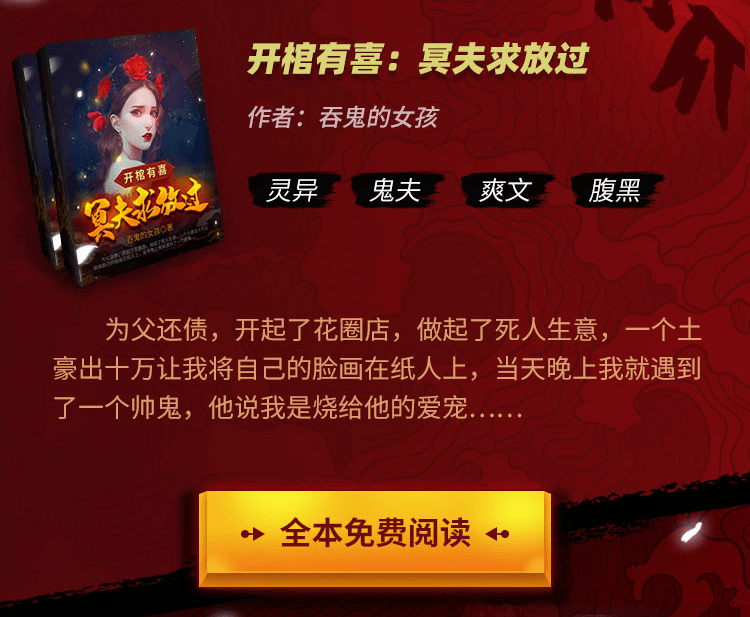 开棺有喜：冥夫求放过
作者：吞鬼的女孩
灵异 鬼夫 爽文 腹黑
开棺有喜
冥夫求放过
吞鬼的女孩◎著
为父还债，开起了花圈店，做起了死人生意，一个土
豪出十万让我将自己的脸画在纸人上，当天晚上我就遇到
了一个帅鬼，他说我是烧给他的爱宠……
全本免费阅读